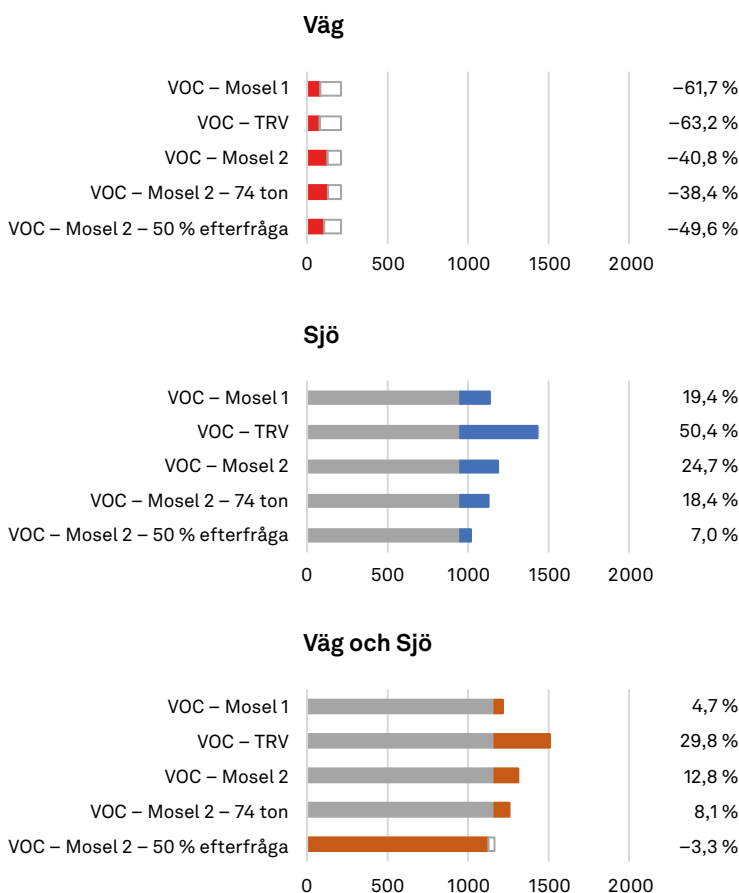 Väg
VOC – Mosel 1 –61,7 %
VOC – TRV –63,2 %
VOC – Mosel 2 –40,8 %
VOC – Mosel 2 – 74 ton –38,4 %
VOC – Mosel 2 – 50 % efterfråga –49,6 %
0 500 1000 1500 2000
Sjö
VOC – Mosel 1 19,4 %
VOC – TRV 50,4 %
VOC – Mosel 2 24,7 %
VOC – Mosel 2 – 74 ton 18,4 %
VOC – Mosel 2 – 50 % efterfråga 7,0 %
0 500 1000 1500 2000
Väg och Sjö
VOC – Mosel 1 4,7 %
VOC – TRV 29,8 %
VOC – Mosel 2 12,8 %
VOC – Mosel 2 – 74 ton 8,1 %
VOC – Mosel 2 – 50 % efterfråga –3,3 %
0 500 1000 1500 2000